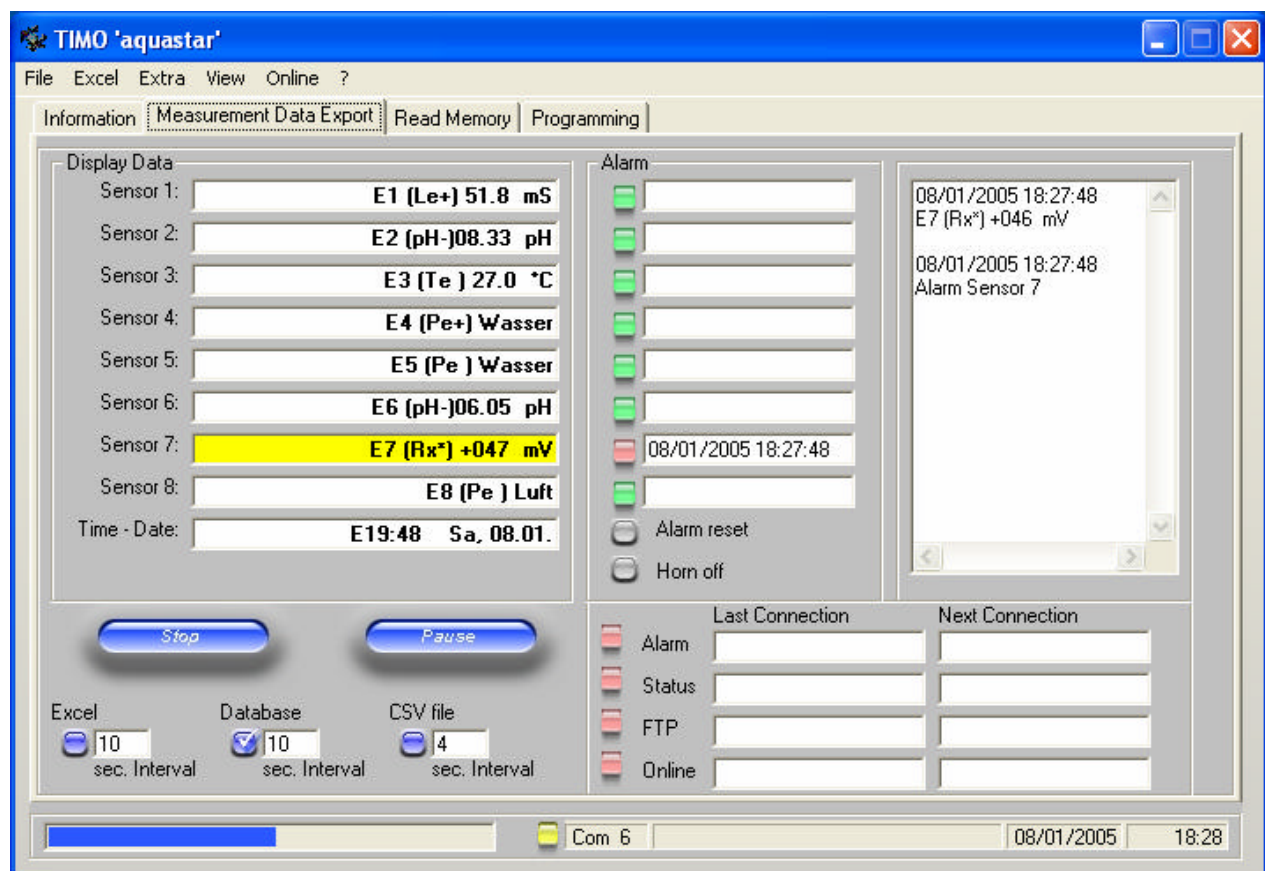 TIMO 'aquastar'
File Excel Extra View Online ?
Information Measurement Data Export Read Memory Programming
Display Data
Sensor 1: E1 (Le+) 51.8 mS
Sensor 2: E2 (pH-)08.33 pH
Sensor 3: E3 (Te ) 27.0 °C
Sensor 4: E4 (Pe+) Wasser
Sensor 5: E5 (Pe ) Wasser
Sensor 6: E6 (pH-)06.05 pH
Sensor 7: E7 (Rx*) +047 mV
Sensor 8: E8 (Pe ) Luft
Time - Date: E19:48 Sa, 08.01.
Alarm
08/01/2005 18:27:48
Alarm reset
Horn off
08/01/2005 18:27:48
E7 (Rx*) +046 mV
08/01/2005 18:27:48
Alarm Sensor 7
Stop Pause
Excel Database CSV file
10 10 4
sec. Interval sec. Interval sec. Interval
Last Connection Next Connection
Alarm
Status
FTP
Online
Com 6 08/01/2005 18:28